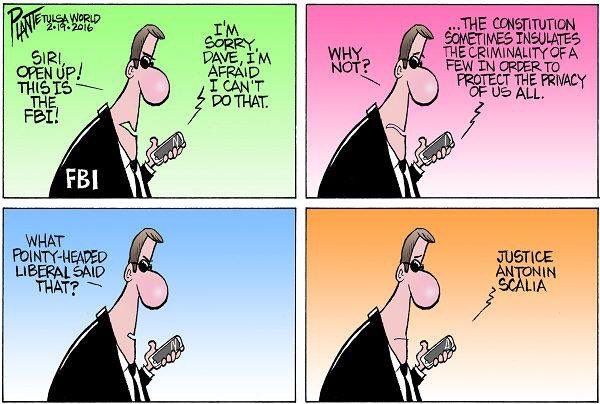 PLANTE TULSA WORLD
2-19-2016
SIRI,
OPEN UP!
THIS IS
THE
FBI!
I'M
SORRY
DAVE, I'M
AFRAID
I CAN'T
DO THAT.
FBI
WHY
NOT?
...THE CONSTITUTION
SOMETIMES INSULATES
THE CRIMINALITY OF A
FEW IN ORDER TO
PROTECT THE PRIVACY
OF US ALL.
WHAT
POINTY-HEADED
LIBERAL SAID
THAT?
JUSTICE
ANTONIN
SCALIA